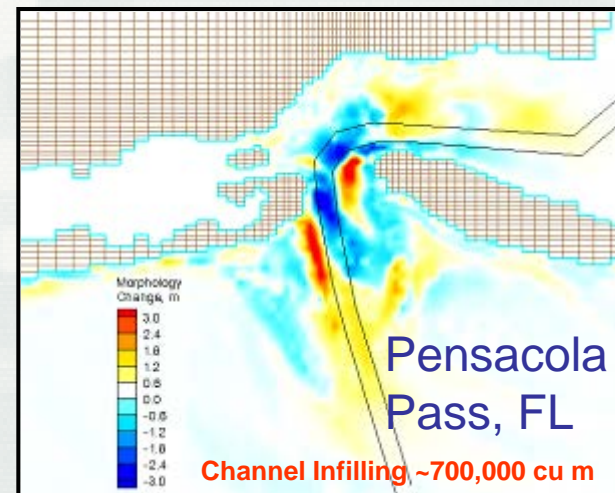 Morphology
Change, m
3.0
2.4
1.8
1.2
0.6
0.0
-0.6
-1.2
-1.8
-2.4
-3.0
Pensacola
Pass, FL
Channel Infilling ~700,000 cu m